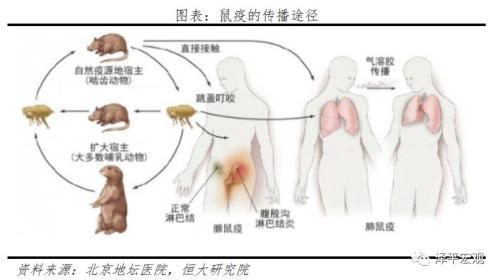 图表：鼠疫的传播途径
直接接触
自然疫源地宿主
(啮齿动物)
跳蚤叮咬
气溶胶
传播
扩大宿主
(大多数哺乳动物)
正常
淋巴结
腺鼠疫
腹股沟
淋巴结炎
肺鼠疫
资料来源：北京地坛医院，恒大研究院
泽平宏观